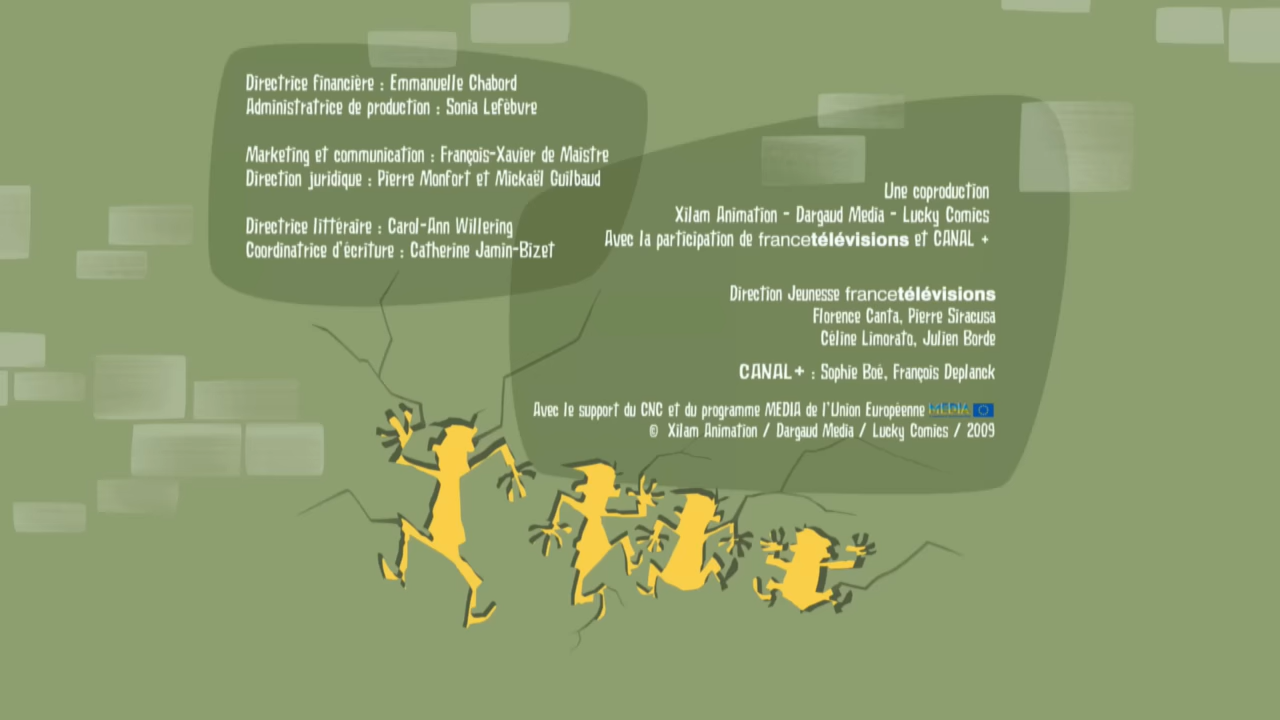 Directrice financière : Emmanuelle Chabord
Administratrice de production : Sonia Lefèbvre
Marketing et communication : François-Xavier de Maistre
Direction juridique : Pierre Monfort et Mickaël Guilbaud
Directrice littéraire : Carol-Ann Willering
Coordinatrice d'écriture : Catherine Jamin-Bizet
Une coproduction
Xilam Animation - Dargaud Media - Lucky Comics
Avec la participation de francetélévisions et CANAL +
Direction Jeunesse francetélévisions
Florence Canta, Pierre Siracusa
Céline Limorato, Julien Borde
CANAL+ : Sophie Boé, François Deplanck
Avec le support du CNC et du programme MEDIA de l'Union Européenne MEDIA
© Xilam Animation / Dargaud Media / Lucky Comics / 2009